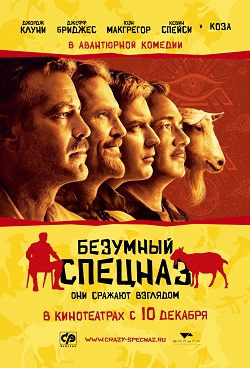 ДЖОРДЖ КЛУНИ
ДЖЕФФ БРИДЖЕС
ЮЭН МАКГРЕГОР
КЕВИН СПЕЙСИ
и КОЗА
В АВАНТЮРНОЙ КОМЕДИИ
БЕЗУМНЫЙ
СПЕЦНАЗ
ОНИ СРАЖАЮТ ВЗГЛЯДОМ
В КИНОТЕАТРАХ С 10 ДЕКАБРЯ
WWW.CRAZY-SPECNAZ.RU
ВОЛЬГА